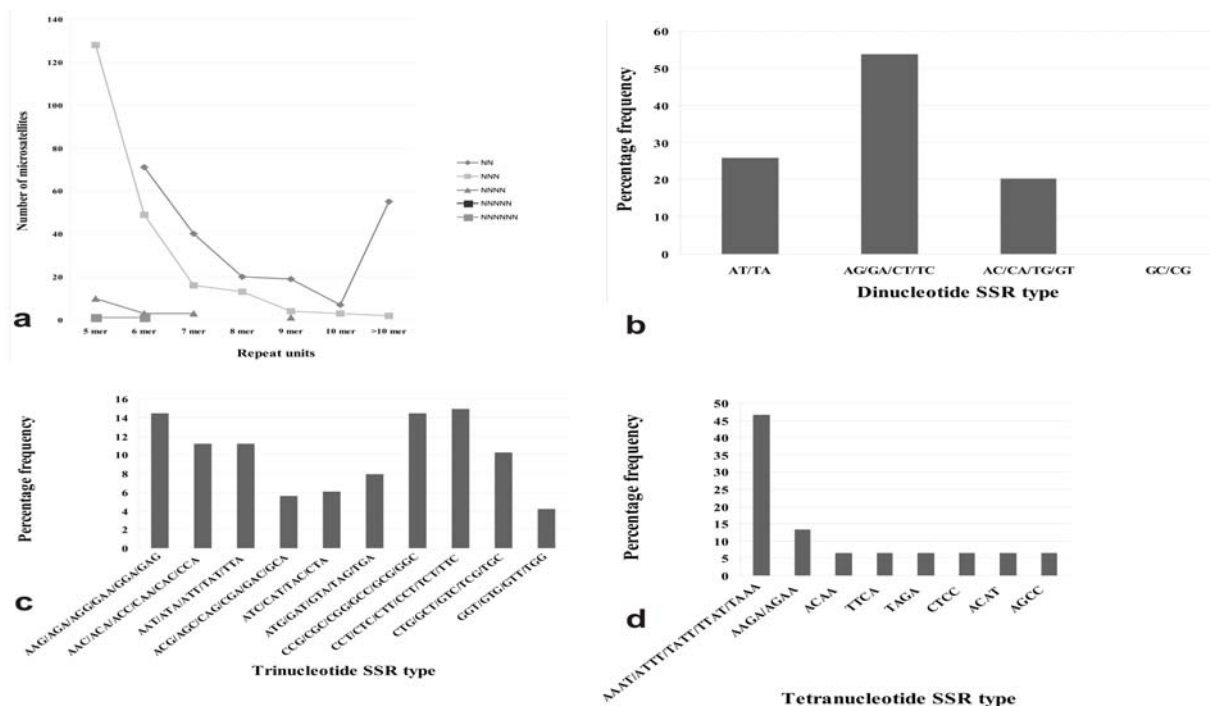 140
120
100
80
60
40
20
0
Number of microsatellites
5 mer 6 mer 7 mer 8 mer 9 mer 10 mer >10 mer
Repeat units
NN
NNN
NNNN
NNNNN
NNNNNN
a
60
50
40
30
20
10
0
Percentage frequency
AT/TA AG/GA/CT/TC AC/CA/TG/GT GC/CG
Dinucleotide SSR type
b
16
14
12
10
8
6
4
2
0
Percentage frequency
AAG/AGA/AGG/GAA/GGA/GAG
AAC/ACA/ACC/CAA/CAC/CCA
AAT/ATA/ATT/TAT/TTA
ACG/AGC/CAG/CGA/GAC/GCA
ATC/CAT/TAC/CTA
ATG/GAT/GTA/TAG/TGA
CCG/CGC/CGG/GCC/GCG/GGC
CCT/CTC/CTT/CCT/TCT/TTC
CTG/GCT/GTC/TCG/TGC
GGT/GTG/GTT/TGG
Trinucleotide SSR type
c
50
45
40
35
30
25
20
15
10
5
0
Percentage frequency
AAAT/ATTT/TATT/TTAT/TAAA
AAGA/AGAA
ACAA
TTCA
TAGA
CTCC
ACAT
AGCC
Tetranucleotide SSR type
d